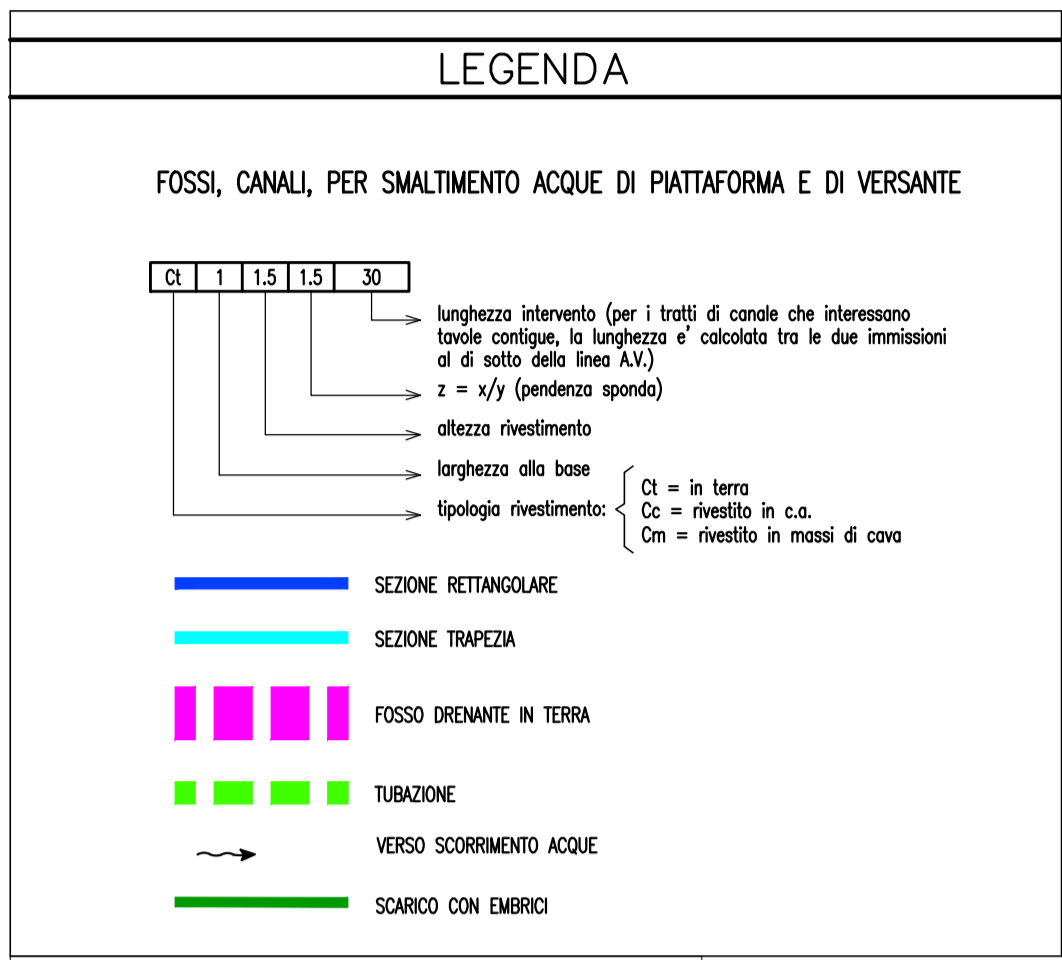 LEGENDA
FOSSI, CANALI, PER SMALTIMENTO ACQUE DI PIATTAFORMA E DI VERSANTE
Ct 1 1.5 1.5 30
lunghezza intervento (per i tratti di canale che interessano
tavole contigue, la lunghezza e' calcolata tra le due immissioni
al di sotto della linea A.V.)
z = x/y (pendenza sponda)
altezza rivestimento
larghezza alla base
tipologia rivestimento:
Ct = in terra
Cc = rivestito in c.a.
Cm = rivestito in massi di cava
SEZIONE RETTANGOLARE
SEZIONE TRAPEZIA
FOSSO DRENANTE IN TERRA
TUBAZIONE
VERSO SCORRIMENTO ACQUE
SCARICO CON EMBRICI